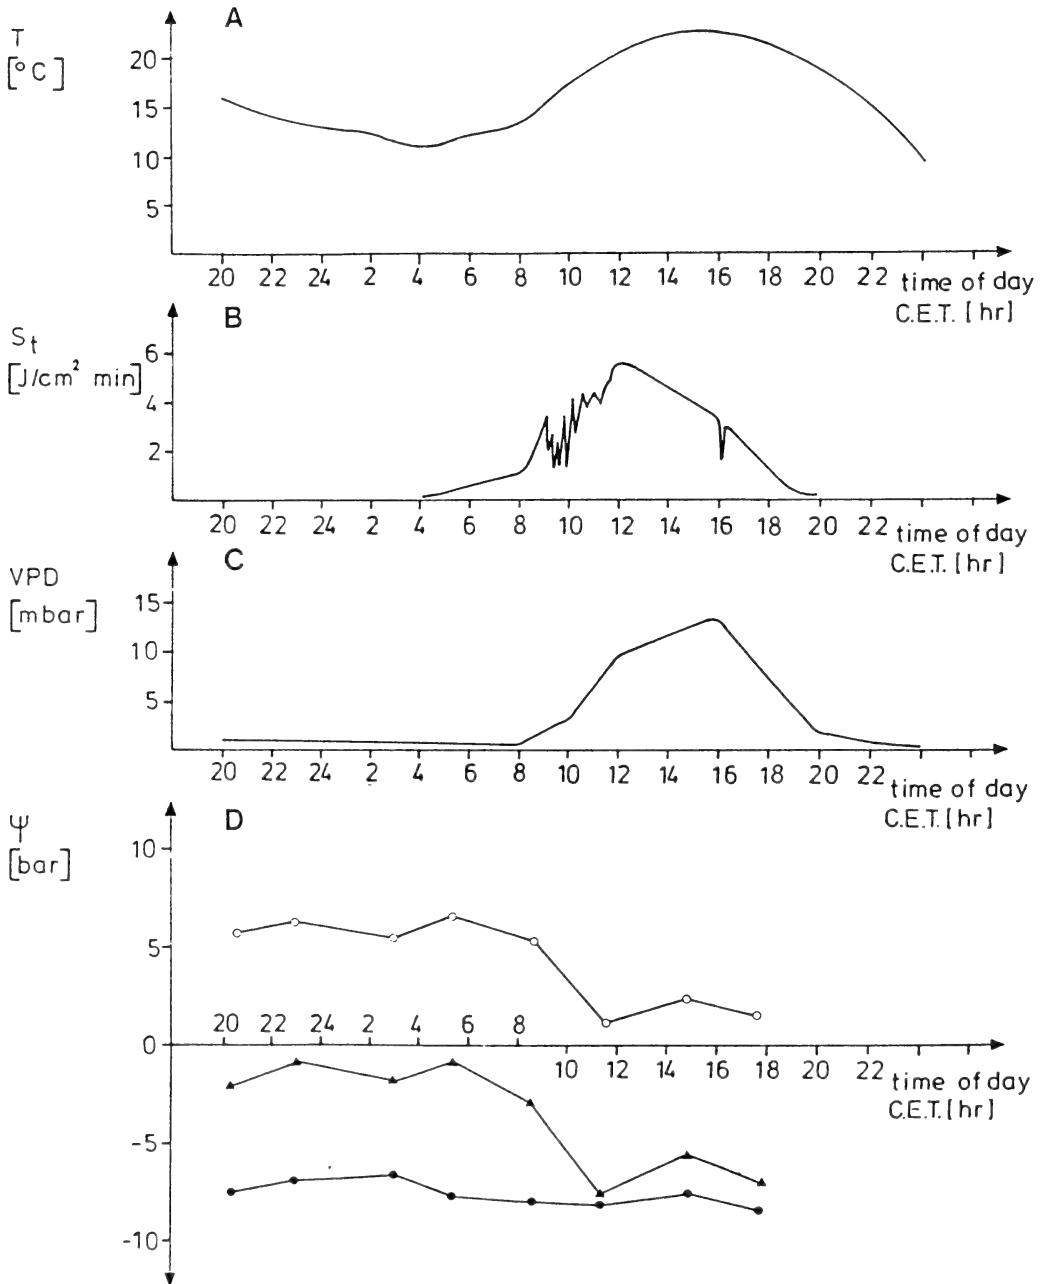 A
T
[°C]
20
15
10
5
20 22 24 2 4 6 8 10 12 14 16 18 20 22 time of day
C.E.T. [hr]
B
St
[J/cm² min]
6
4
2
20 22 24 2 4 6 8 10 12 14 16 18 20 22 time of day
C.E.T. [hr]
C
VPD
[mbar]
15
10
5
20 22 24 2 4 6 8 10 12 14 16 18 20 22 time of day
C.E.T. [hr]
D
Ψ
[bar]
10
5
20 22 24 2 4 6 8
0
10 12 14 16 18 20 22 time of day
C.E.T. [hr]
-5
-10